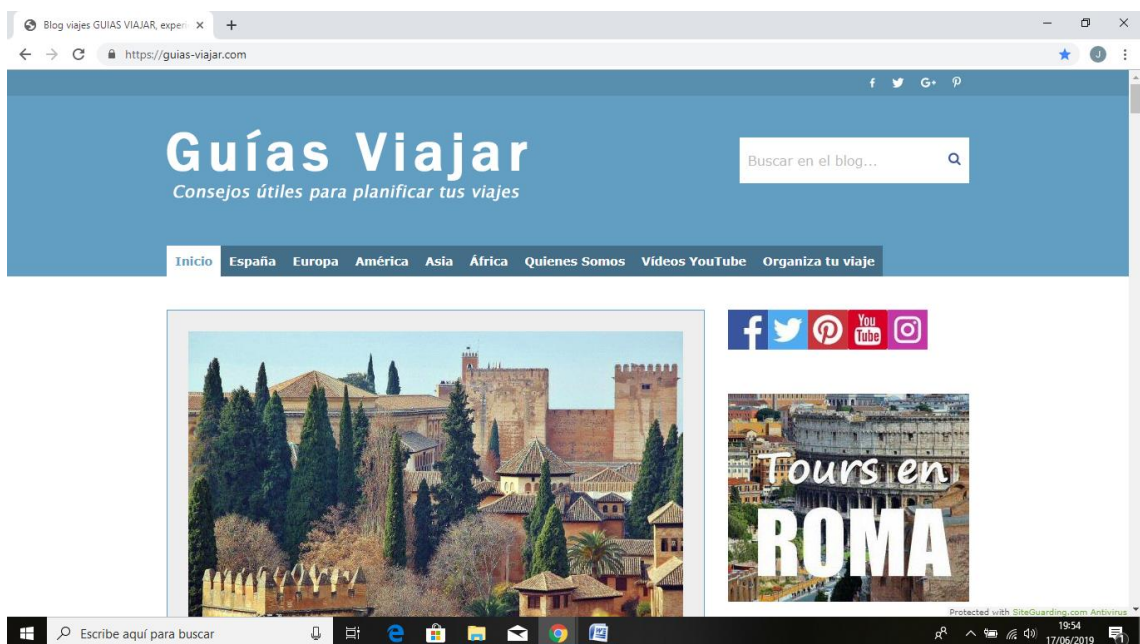 Blog viajes GUIAS VIAJAR, exper
https://guias-viajar.com
G+
Guías Viajar
Consejos útiles para planificar tus viajes
Buscar en el blog...
Inicio España Europa América Asia África Quienes Somos Vídeos YouTube Organiza tu viaje
You
Tube
Tours en
ROMA
Protected with SiteGuarding.com Antivirus
Escribe aquí para buscar
19:54
17/06/2019